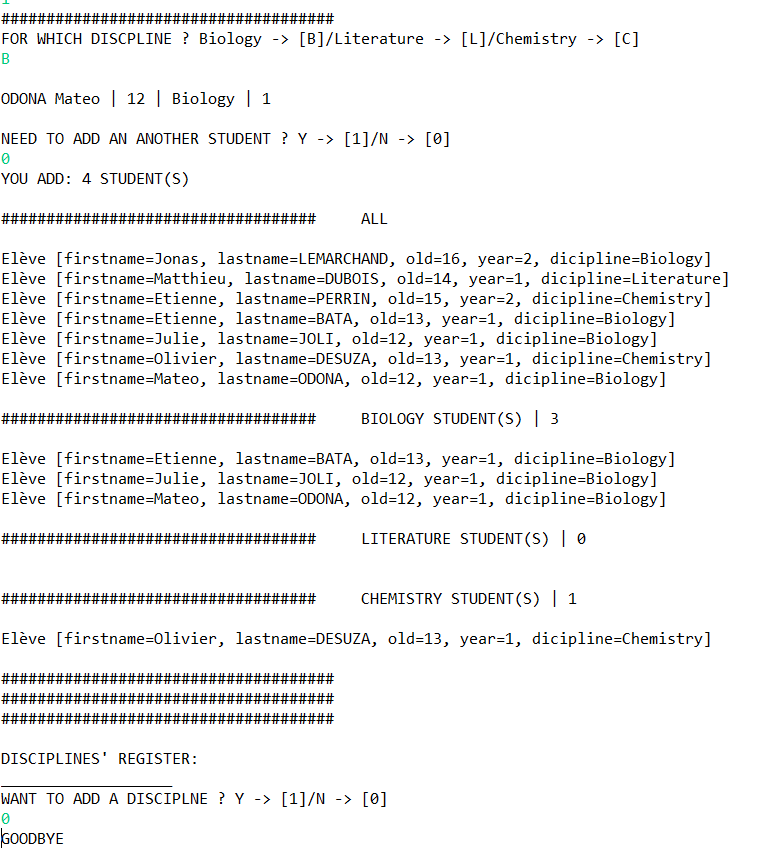 1
#####################################
FOR WHICH DISCPLINE ? Biology -> [B]/Literature -> [L]/Chemistry -> [C]
B
ODONA Mateo | 12 | Biology | 1
NEED TO ADD AN ANOTHER STUDENT ? Y -> [1]/N -> [0]
0
YOU ADD: 4 STUDENT(S)
################################### ALL
Elève [firstname=Jonas, lastname=LEMARCHAND, old=16, year=2, dicipline=Biology]
Elève [firstname=Matthieu, lastname=DUBOIS, old=14, year=1, dicipline=Literature]
Elève [firstname=Etienne, lastname=PERRIN, old=15, year=2, dicipline=Chemistry]
Elève [firstname=Etienne, lastname=BATA, old=13, year=1, dicipline=Biology]
Elève [firstname=Julie, lastname=JOLI, old=12, year=1, dicipline=Biology]
Elève [firstname=Olivier, lastname=DESUZA, old=13, year=1, dicipline=Chemistry]
Elève [firstname=Mateo, lastname=ODONA, old=12, year=1, dicipline=Biology]
################################### BIOLOGY STUDENT(S) | 3
Elève [firstname=Etienne, lastname=BATA, old=13, year=1, dicipline=Biology]
Elève [firstname=Julie, lastname=JOLI, old=12, year=1, dicipline=Biology]
Elève [firstname=Mateo, lastname=ODONA, old=12, year=1, dicipline=Biology]
################################### LITERATURE STUDENT(S) | 0
################################### CHEMISTRY STUDENT(S) | 1
Elève [firstname=Olivier, lastname=DESUZA, old=13, year=1, dicipline=Chemistry]
#####################################
#####################################
#####################################
DISCIPLINES' REGISTER:
___________________
WANT TO ADD A DISCIPLNE ? Y -> [1]/N -> [0]
0
GOODBYE